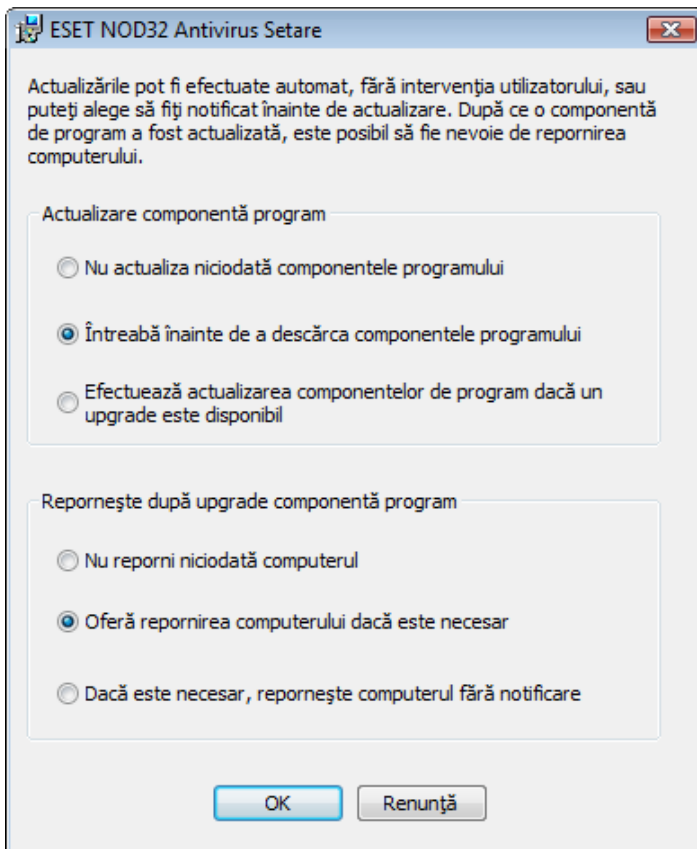 ESET NOD32 Antivirus Setare
Actualizările pot fi efectuate automat, fără intervenţia utilizatorului, sau
puteţi alege să fiţi notificat înainte de actualizare. După ce o componentă
de program a fost actualizată, este posibil să fie nevoie de repornirea
computerului.
Actualizare componentă program
Nu actualiza niciodată componentele programului
Întreabă înainte de a descărca componentele programului
Efectuează actualizarea componentelor de program dacă un
upgrade este disponibil
Reporneşte după upgrade componentă program
Nu reporni niciodată computerul
Oferă repornirea computerului dacă este necesar
Dacă este necesar, reporneşte computerul fără notificare
OK
Renunţă